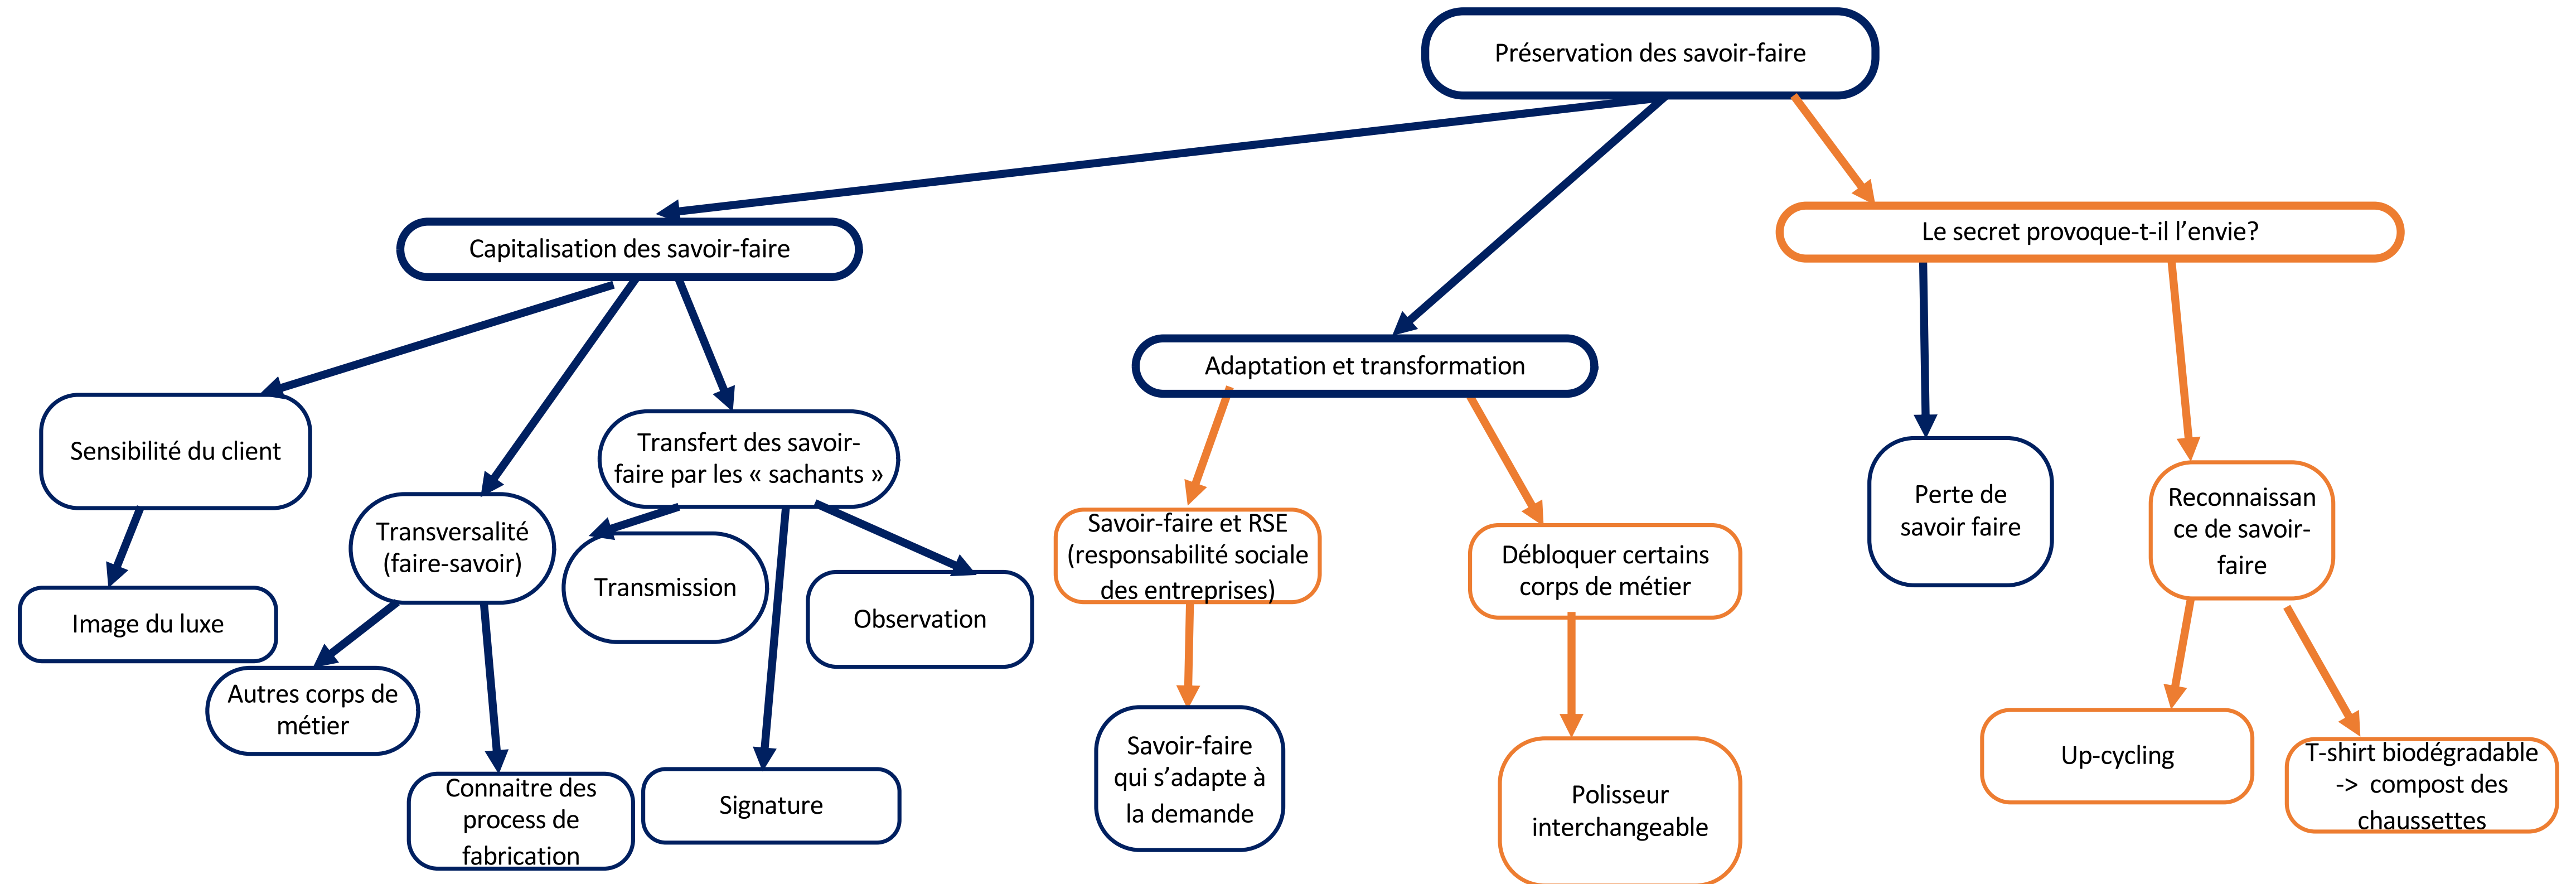 Préservation des savoir-faire
Capitalisation des savoir-faire
Le secret provoque-t-il l’envie?
Adaptation et transformation
Sensibilité du client
Transfert des savoir-
faire par les « sachants »
Transversalité
(faire-savoir)
Image du luxe
Transmission
Observation
Autres corps de
métier
Connaitre des
process de
fabrication
Signature
Savoir-faire et RSE
(responsabilité sociale
des entreprises)
Débloquer certains
corps de métier
Savoir-faire
qui s’adapte à
la demande
Polisseur
interchangeable
Perte de
savoir faire
Reconnaissan
ce de savoir-
faire
Up-cycling
T-shirt biodégradable
-> compost des
chaussettes